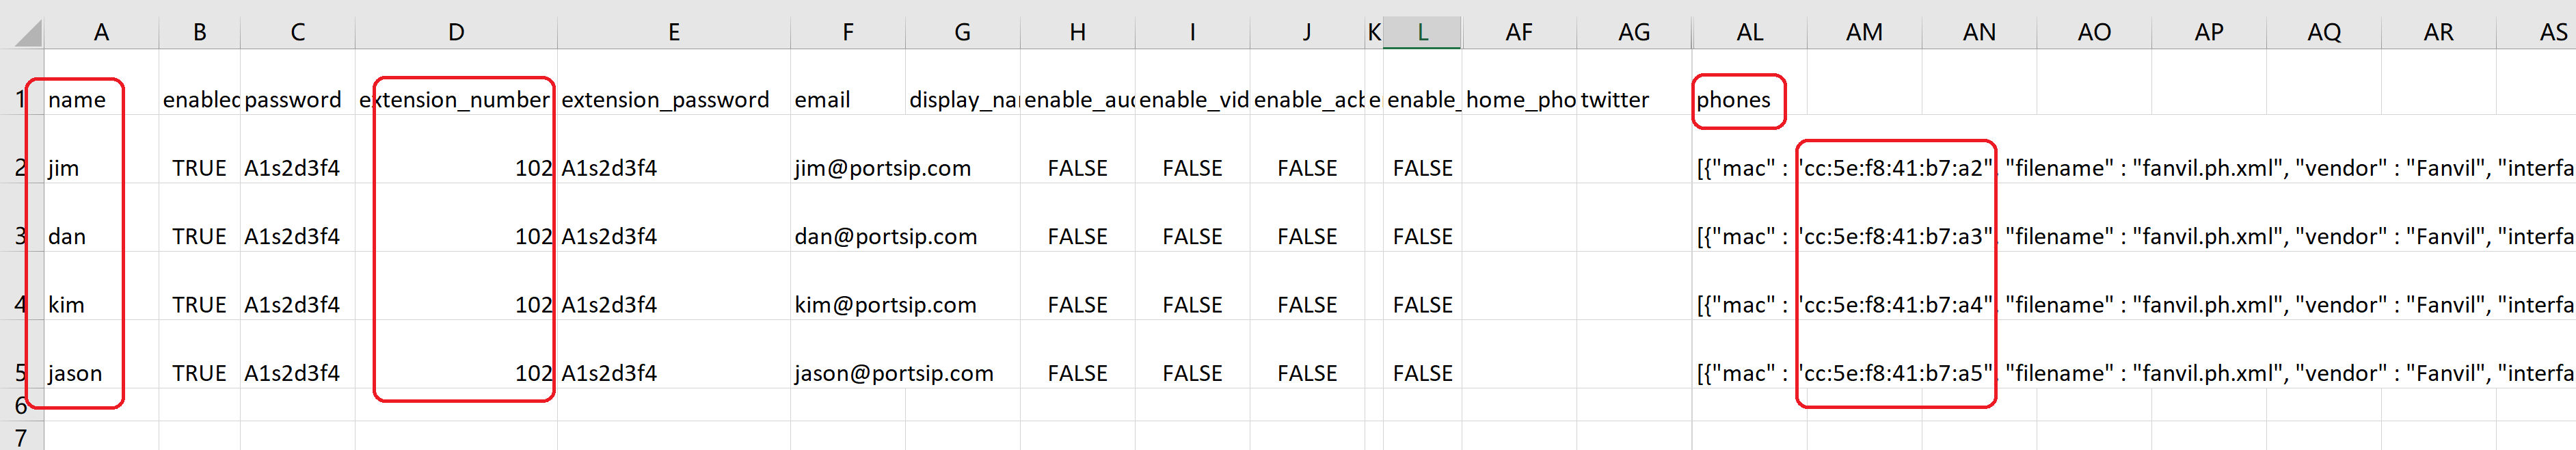 A B C D E F G H I J K L AF AG AL AM AN AO AP AQ AR AS
1 name enabled password extension_number extension_password email display_na enable_aud enable_vid enable_acb e enable_ home_pho twitter phones
2 jim TRUE A1s2d3f4 102 A1s2d3f4 jim@portsip.com FALSE FALSE FALSE FALSE [{"mac" : "cc:5e:f8:41:b7:a2", "filename" : "fanvil.ph.xml", "vendor" : "Fanvil", "interfa
3 dan TRUE A1s2d3f4 102 A1s2d3f4 dan@portsip.com FALSE FALSE FALSE FALSE [{"mac" : "cc:5e:f8:41:b7:a3", "filename" : "fanvil.ph.xml", "vendor" : "Fanvil", "interfa
4 kim TRUE A1s2d3f4 102 A1s2d3f4 kim@portsip.com FALSE FALSE FALSE FALSE [{"mac" : "cc:5e:f8:41:b7:a4", "filename" : "fanvil.ph.xml", "vendor" : "Fanvil", "interfa
5 jason TRUE A1s2d3f4 102 A1s2d3f4 jason@portsip.com FALSE FALSE FALSE FALSE [{"mac" : "cc:5e:f8:41:b7:a5", "filename" : "fanvil.ph.xml", "vendor" : "Fanvil", "interfa
6
7